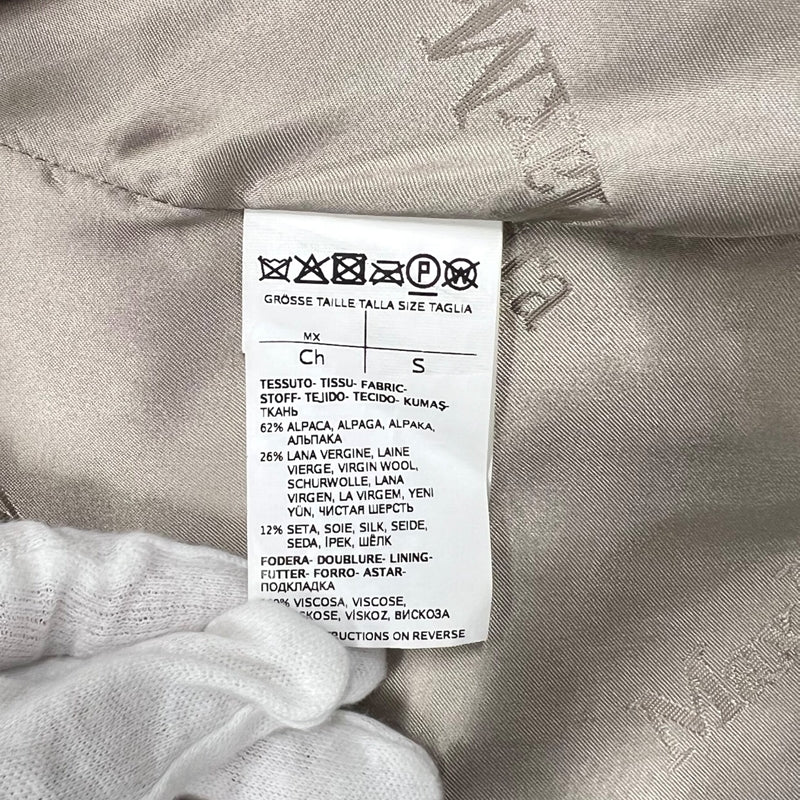 P
W
GRÖSSE TAILLE TALLA SIZE TAGLIA
MX
Ch
S
TESSUTO- TISSU- FABRIC-
STOFF- TEJIDO- TECIDO- KUMAŞ-
ТКАНЬ
62% ALPACA, ALPAGA, ALPAKA,
АЛЬПАКА
26% LANA VERGINE, LAINE
VIERGE, VIRGIN WOOL,
SCHURWOLLE, LANA
VIRGEN, LA VIRGEM, YENI
YÜN, ЧИСТАЯ ШЕРСТЬ
12% SETA, SOIE, SILK, SEIDE,
SEDA, İPEK, ШЁЛК
FODERA- DOUBLURE- LINING-
FUTTER- FORRO- ASTAR-
ПОДКЛАДКА
VISCOSA, VISCOSE,
VİSKOZ, ВИСКОЗА
ON REVERSE